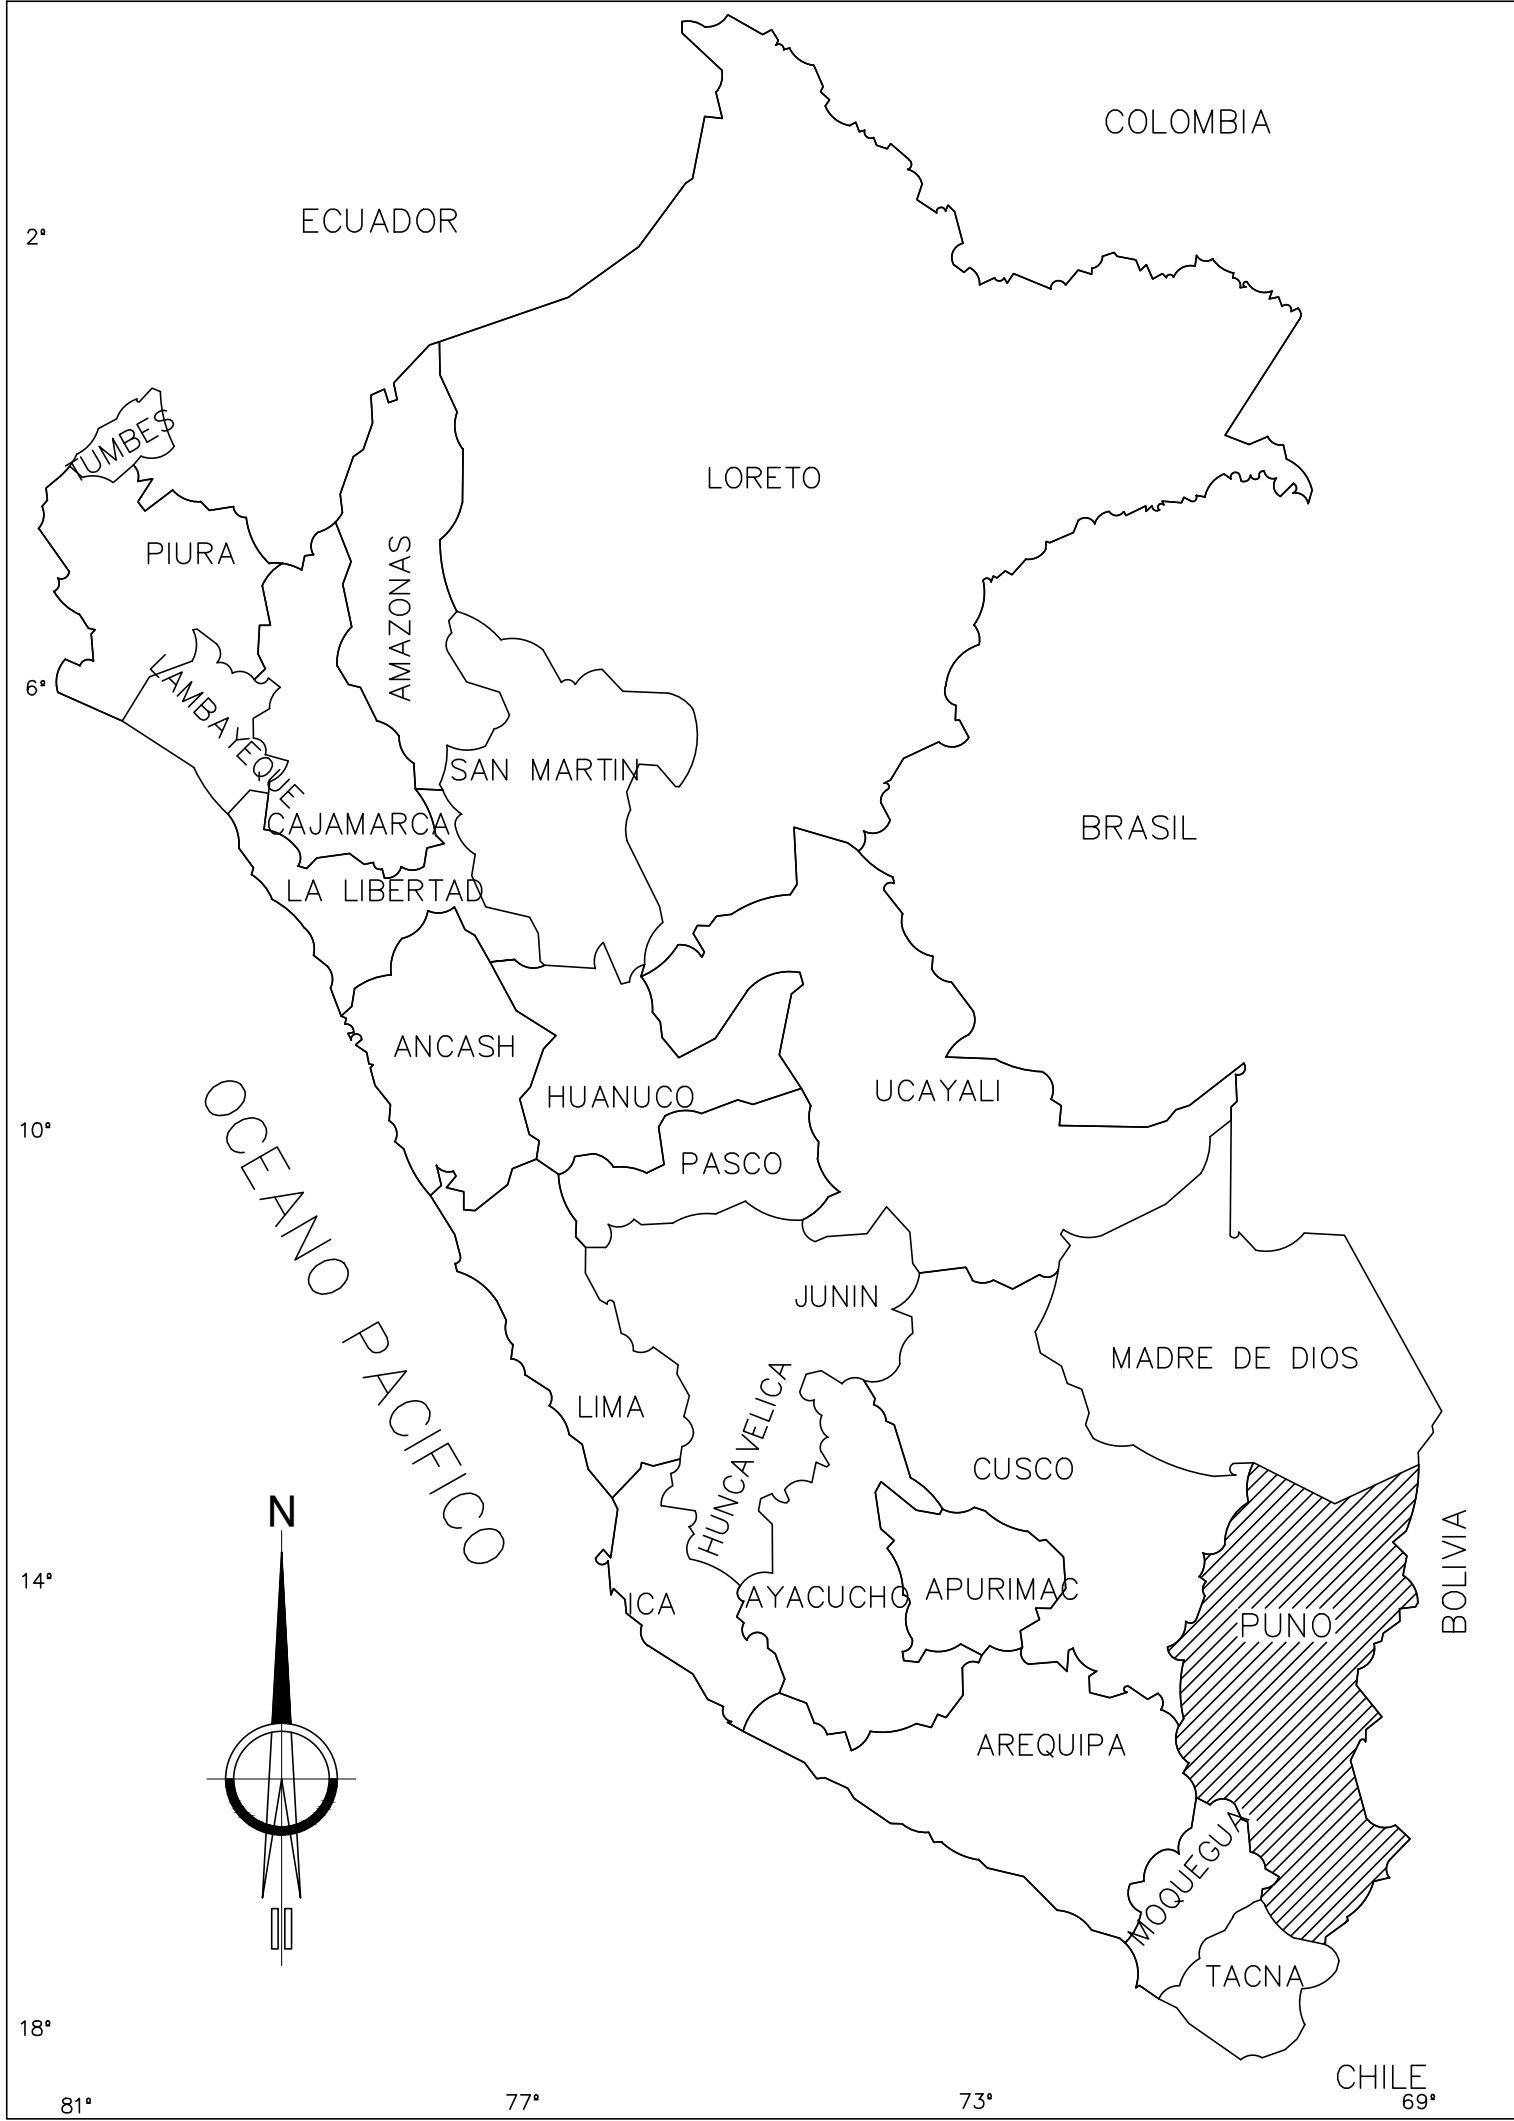 COLOMBIA
ECUADOR
2°
TUMBES
LORETO
PIURA
AMAZONAS
6°
LAMBAYEQUE
SAN MARTIN
CAJAMARCA
BRASIL
LA LIBERTAD
ANCASH
HUANUCO
UCAYALI
10°
PASCO
OCEANO PACIFICO
JUNIN
MADRE DE DIOS
LIMA
HUNCAVELICA
CUSCO
N
BOLIVIA
14°
ICA
AYACUCHO
APURIMAC
PUNO
AREQUIPA
MOQUEGUA
TACNA
18°
CHILE
81°
77°
73°
69°